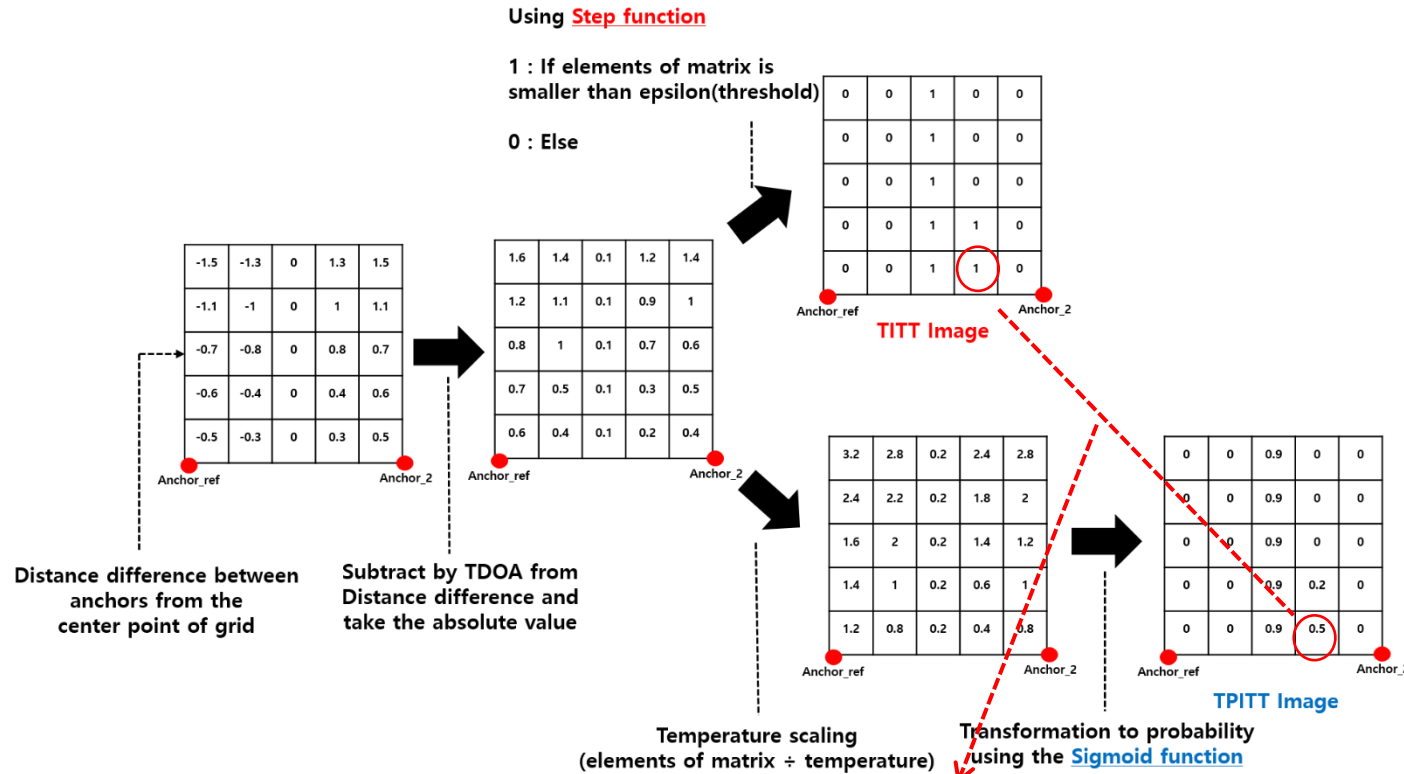 Using Step function
1 : If elements of matrix is
smaller than epsilon(threshold)
0 : Else
0 0 1 0 0
0 0 1 0 0
0 0 1 0 0
0 0 1 1 0
0 0 1 1 0
Anchor_ref Anchor_2
TITT Image
-1.5 -1.3 0 1.3 1.5
-1.1 -1 0 1 1.1
-0.7 -0.8 0 0.8 0.7
-0.6 -0.4 0 0.4 0.6
-0.5 -0.3 0 0.3 0.5
Anchor_ref Anchor_2
1.6 1.4 0.1 1.2 1.4
1.2 1.1 0.1 0.9 1
0.8 1 0.1 0.7 0.6
0.7 0.5 0.1 0.3 0.5
0.6 0.4 0.1 0.2 0.4
Anchor_ref Anchor_2
Distance difference between
anchors from the
center point of grid
Subtract by TDOA from
Distance difference and
take the absolute value
3.2 2.8 0.2 2.4 2.8
2.4 2.2 0.2 1.8 2
1.6 2 0.2 1.4 1.2
1.4 1 0.2 0.6 1
1.2 0.8 0.2 0.4 0.8
Anchor_ref Anchor_2
0 0 0.9 0 0
0 0 0.9 0 0
0 0 0.9 0 0
0 0 0.9 0.2 0
0 0 0.9 0.5 0
Anchor_ref Anchor_2
TPITT Image
Temperature scaling
(elements of matrix ÷ temperature)
Transformation to probability
using the Sigmoid function